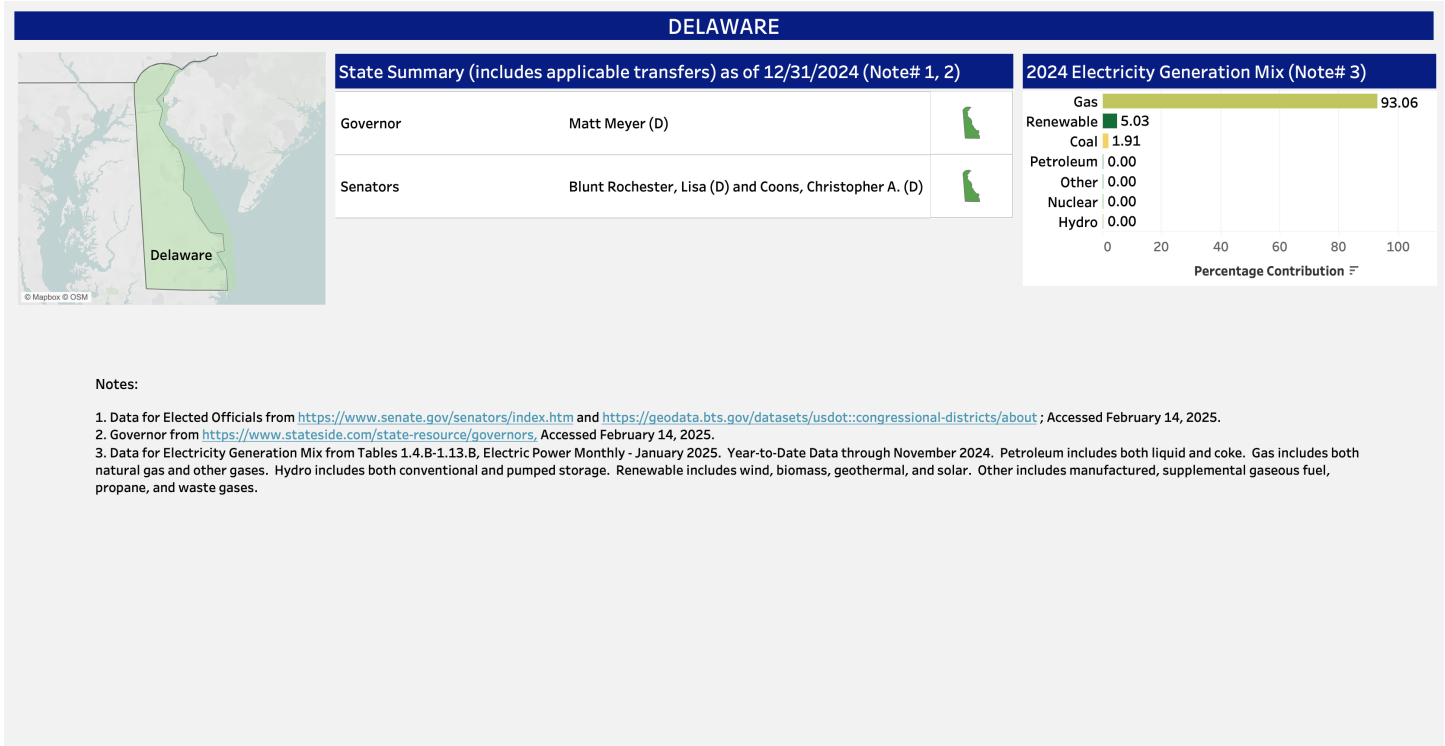 DELAWARE
Delaware
© Mapbox © OSM
State Summary (includes applicable transfers) as of 12/31/2024 (Note# 1, 2)
Governor Matt Meyer (D)
Senators Blunt Rochester, Lisa (D) and Coons, Christopher A. (D)
2024 Electricity Generation Mix (Note# 3)
Gas 93.06
Renewable 5.03
Coal 1.91
Petroleum 0.00
Other 0.00
Nuclear 0.00
Hydro 0.00
0 20 40 60 80 100
Percentage Contribution
Notes:
1. Data for Elected Officials from https://www.senate.gov/senators/index.htm and https://geodata.bts.gov/datasets/usdot::congressional-districts/about ; Accessed February 14, 2025.
2. Governor from https://www.stateside.com/state-resource/governors, Accessed February 14, 2025.
3. Data for Electricity Generation Mix from Tables 1.4.B-1.13.B, Electric Power Monthly - January 2025. Year-to-Date Data through November 2024. Petroleum includes both liquid and coke. Gas includes both
natural gas and other gases. Hydro includes both conventional and pumped storage. Renewable includes wind, biomass, geothermal, and solar. Other includes manufactured, supplemental gaseous fuel,
propane, and waste gases.